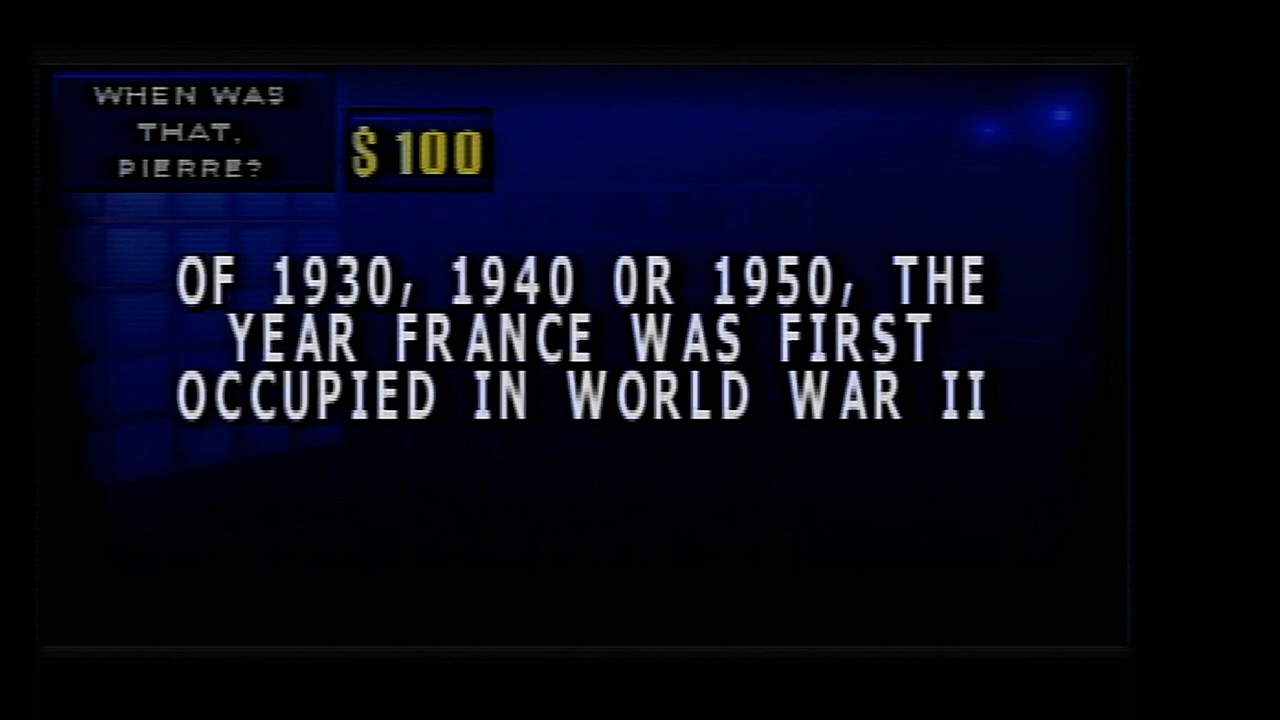 WHEN WAS
THAT,
PIERRE?
$ 100
OF 1930, 1940 OR 1950, THE
YEAR FRANCE WAS FIRST
OCCUPIED IN WORLD WAR II